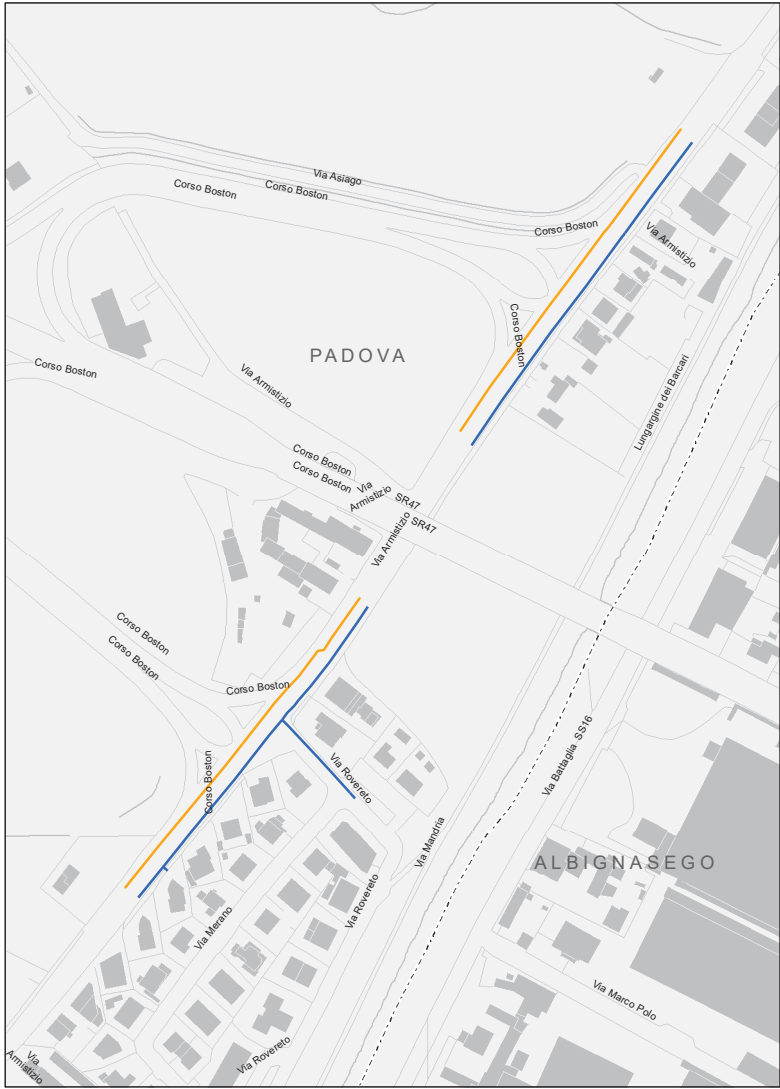 Via Asiago
Corso Boston
Corso Boston
Corso Boston
Via Armistizio
Corso Boston
PADOVA
Corso Boston
Via Armistizio
Lungargine dei Barcari
Corso Boston
Corso Boston
Via
Armistizio
SR47
SR47
Via Armistizio
Corso Boston
Corso Boston
Corso Boston
Corso Boston
Via Rovereto
Via Battaglia SS16
Via Mandria
ALBIGNASEGO
Via Rovereto
Via Merano
Via Marco Polo
Via Rovereto
Via
Armistizio